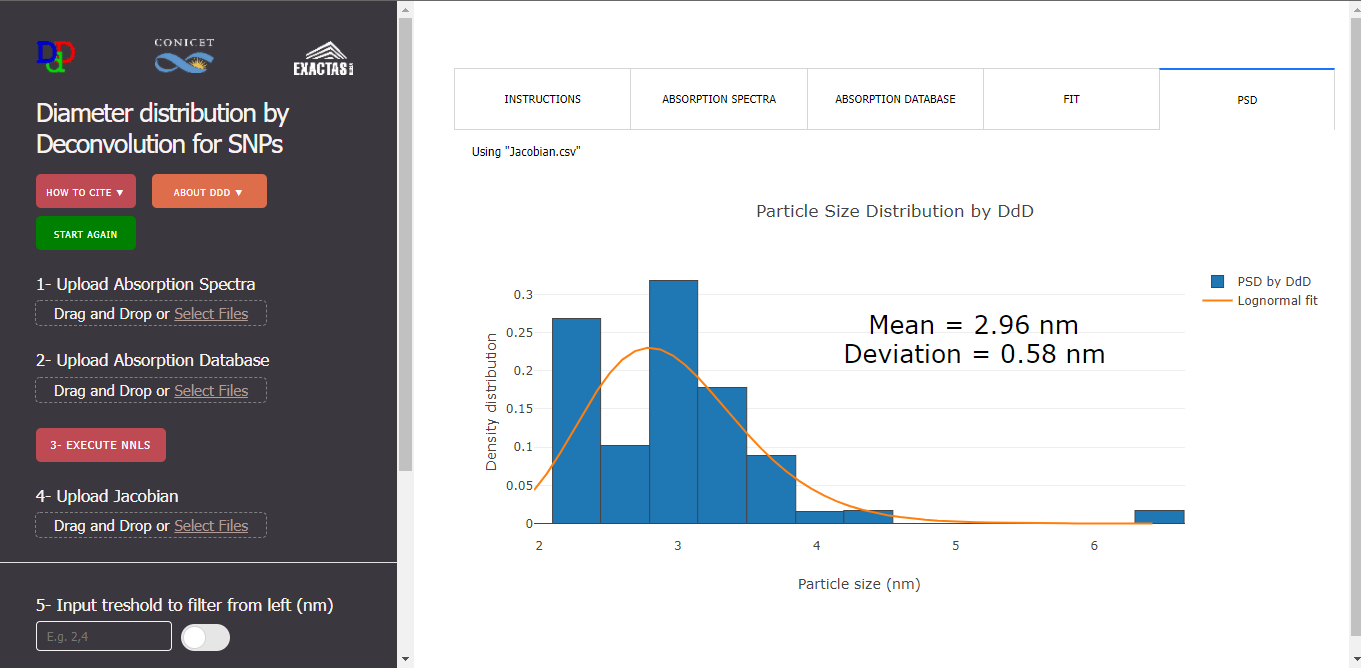 DdD
CONICET
EXACTAS
Diameter distribution by
Deconvolution for SNPs
HOW TO CITE ▼
ABOUT DDD ▼
START AGAIN
1- Upload Absorption Spectra
Drag and Drop or Select Files
2- Upload Absorption Database
Drag and Drop or Select Files
3- EXECUTE NNLS
4- Upload Jacobian
Drag and Drop or Select Files
5- Input treshold to filter from left (nm)
E.g. 2,4
INSTRUCTIONS
ABSORPTION SPECTRA
ABSORPTION DATABASE
FIT
PSD
Using "Jacobian.csv"
Particle Size Distribution by DdD
PSD by DdD
Lognormal fit
Mean = 2.96 nm
Deviation = 0.58 nm
Density distribution
0.3
0.25
0.2
0.15
0.1
0.05
0
2
3
4
5
6
Particle size (nm)